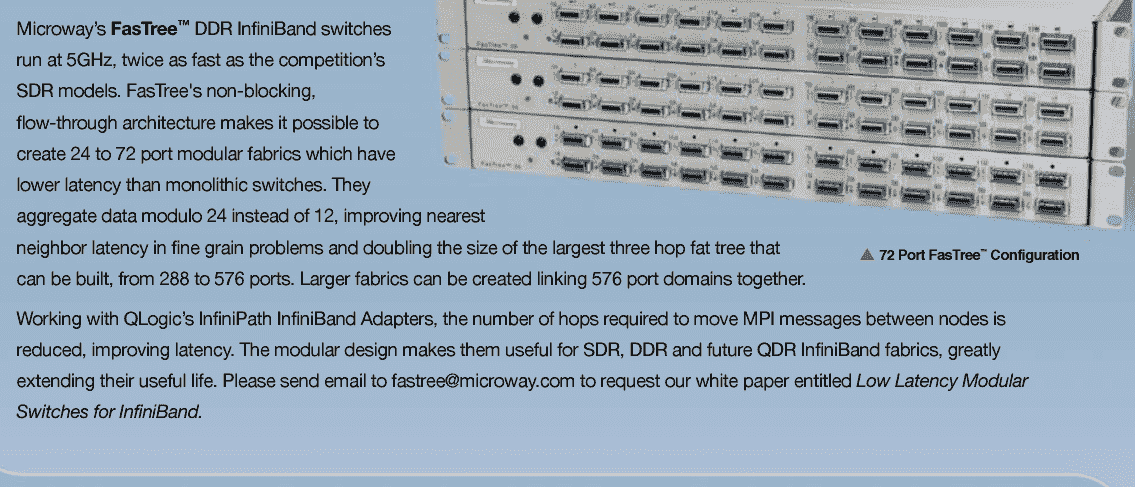 Microway's FasTree™ DDR InfiniBand switches
run at 5GHz, twice as fast as the competition's
SDR models. FasTree's non-blocking,
flow-through architecture makes it possible to
create 24 to 72 port modular fabrics which have
lower latency than monolithic switches. They
aggregate data modulo 24 instead of 12, improving nearest
neighbor latency in fine grain problems and doubling the size of the largest three hop fat tree that
can be built, from 288 to 576 ports. Larger fabrics can be created linking 576 port domains together.
▲ 72 Port FasTree™ Configuration
Working with QLogic's InfiniPath InfiniBand Adapters, the number of hops required to move MPI messages between nodes is
reduced, improving latency. The modular design makes them useful for SDR, DDR and future QDR InfiniBand fabrics, greatly
extending their useful life. Please send email to fastree@microway.com to request our white paper entitled Low Latency Modular
Switches for InfiniBand.